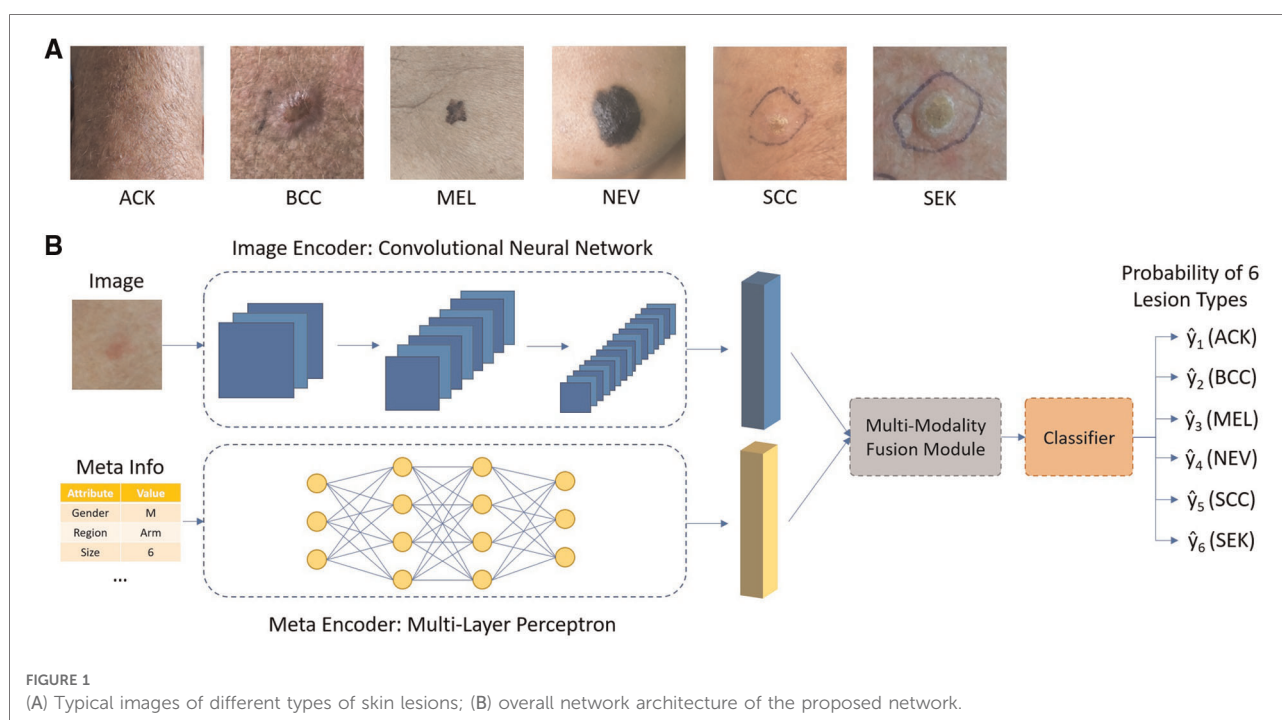 A
ACK BCC MEL NEV SCC SEK
B
Image Encoder: Convolutional Neural Network
Image
Probability of 6
Lesion Types
ŷ1 (ACK)
ŷ2 (BCC)
ŷ3 (MEL)
ŷ4 (NEV)
ŷ5 (SCC)
ŷ6 (SEK)
Multi-Modality
Fusion Module
Classifier
Meta Info
Attribute Value
Gender M
Region Arm
Size 6
...
Meta Encoder: Multi-Layer Perceptron
FIGURE 1
(A) Typical images of different types of skin lesions; (B) overall network architecture of the proposed network.